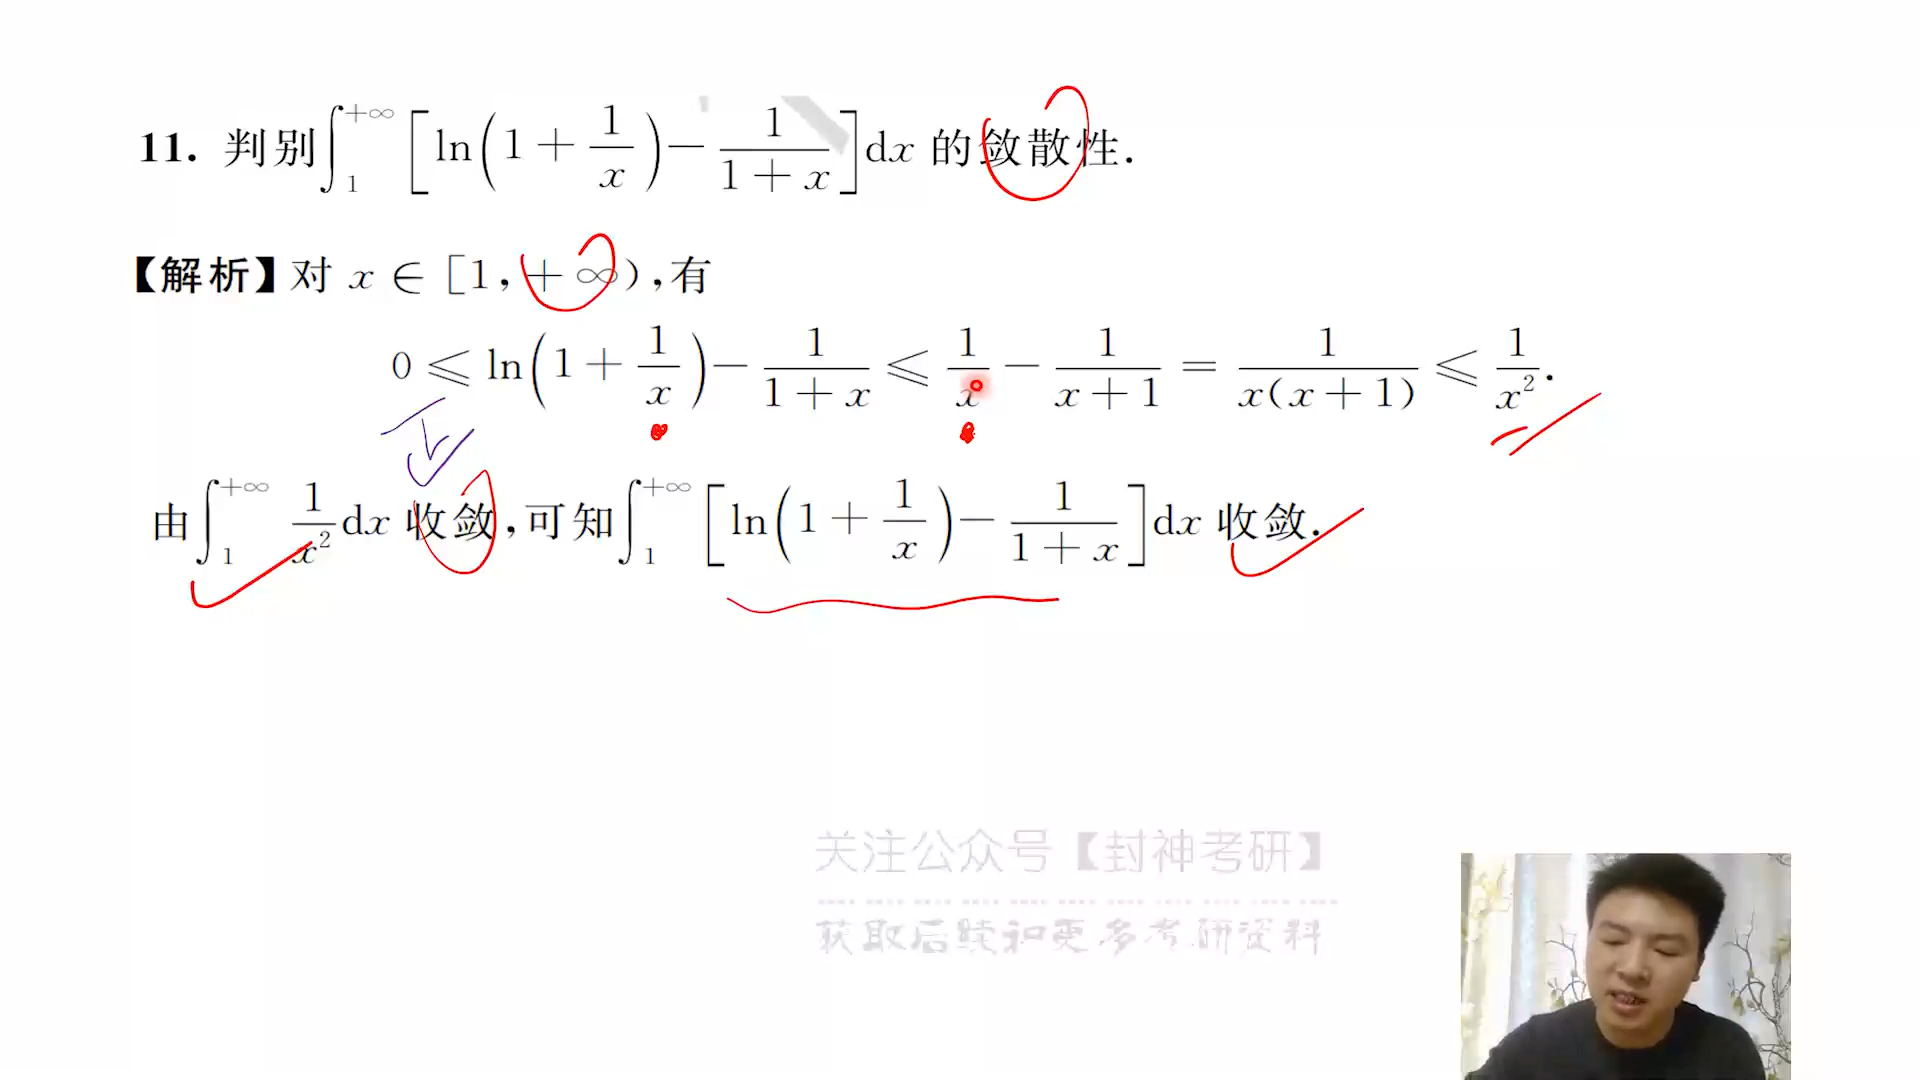 11. 判别∫₁^{+∞} [ln(1 + 1/x) − 1/(1 + x)]dx 的敛散性.
【解析】对 x ∈ [1, +∞),有
0 ⩽ ln(1 + 1/x) − 1/(1 + x) ⩽ 1/x − 1/(x + 1) = 1/(x(x + 1)) ⩽ 1/x².
正
由∫₁^{+∞} 1/x² dx 收敛,可知∫₁^{+∞} [ln(1 + 1/x) − 1/(1 + x)]dx 收敛.
关注公众号【封神考研】
获取后续和更多考研资料